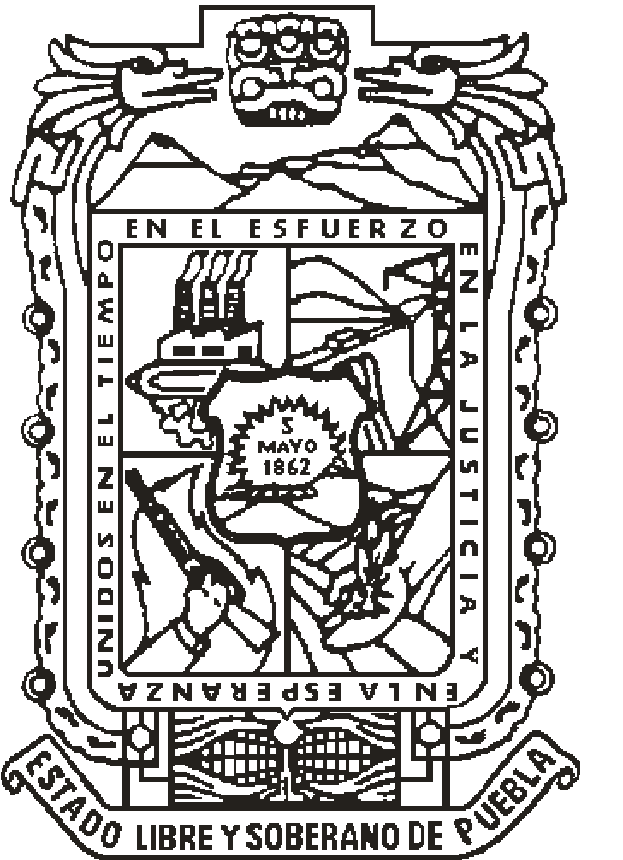 UNIDOS EN EL TIEMPO
EN EL ESFUERZO
EN LA JUSTICIA Y
EN LA ESPERANZA
5
MAYO
1862
ESTADO LIBRE Y SOBERANO DE PUEBLA